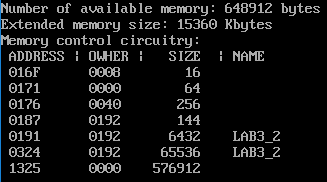 Number of available memory: 648912 bytes
Extended memory size: 15360 Kbytes
Memory control circuitry:
ADDRESS | OWHER | SIZE | NAME
016F 0008 16
0171 0000 64
0176 0040 256
0187 0192 144
0191 0192 6432 LAB3_2
0324 0192 65536 LAB3_2
1325 0000 576912